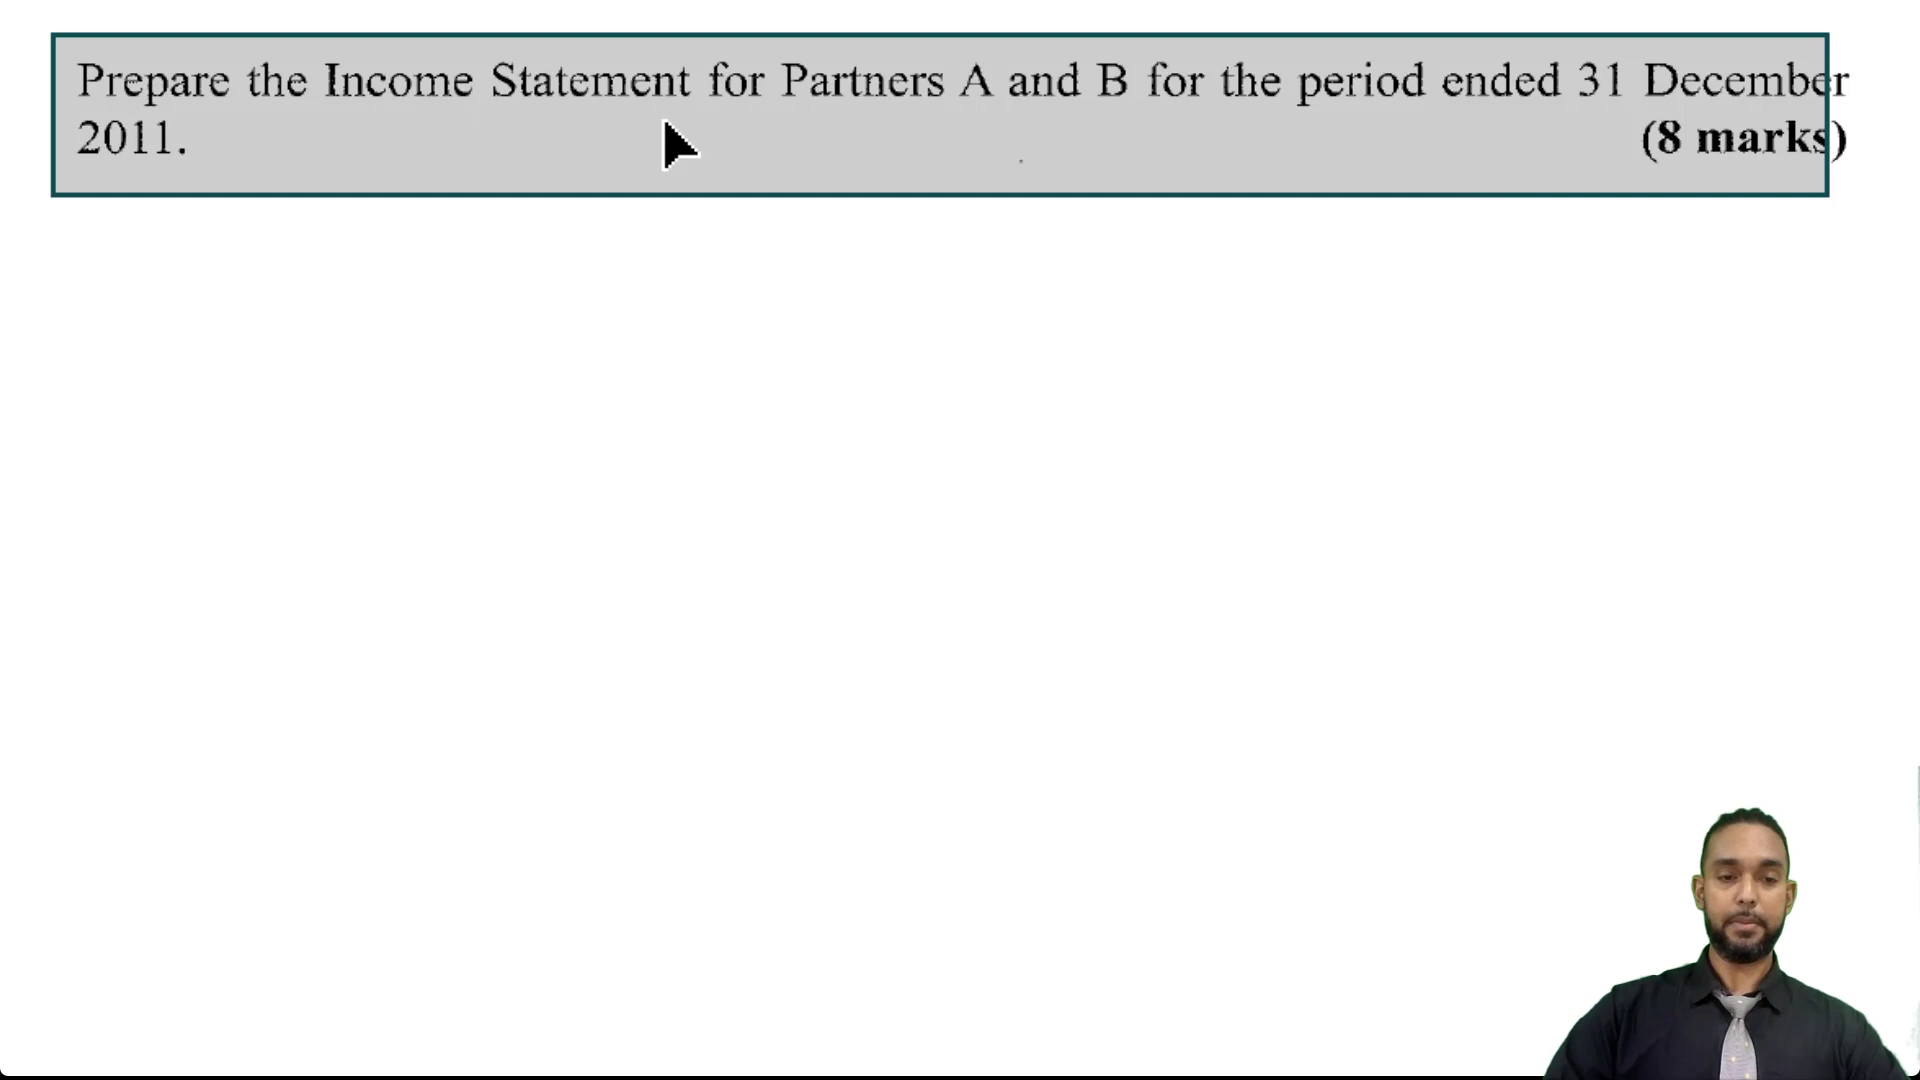 Prepare the Income Statement for Partners A and B for the period ended 31 December
2011. (8 marks)